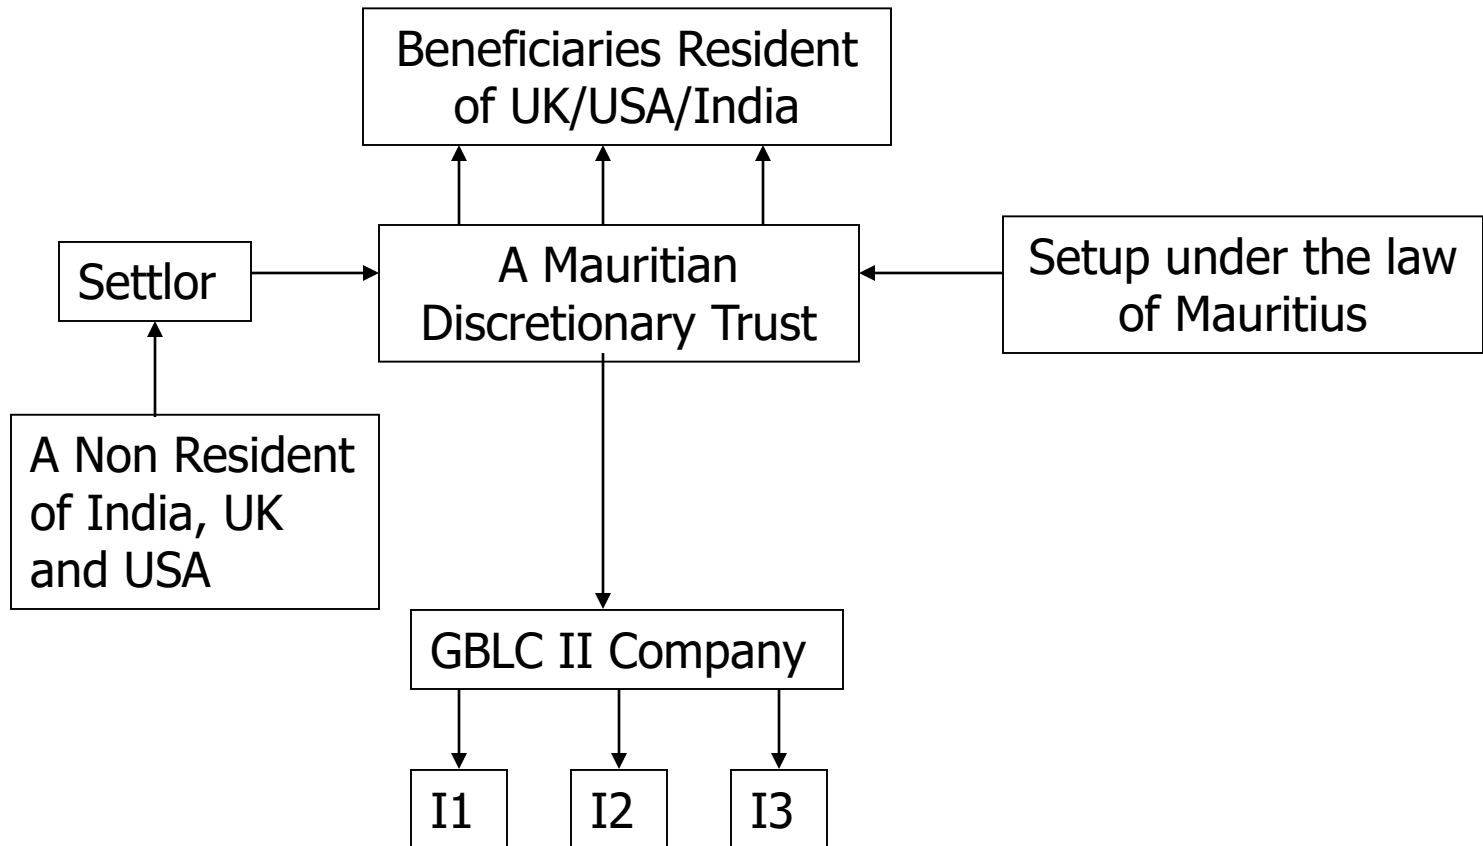 Beneficiaries Resident
of UK/USA/India
Settlor
A Mauritian
Discretionary Trust
Setup under the law
of Mauritius
A Non Resident
of India, UK
and USA
GBLC II Company
I1
I2
I3